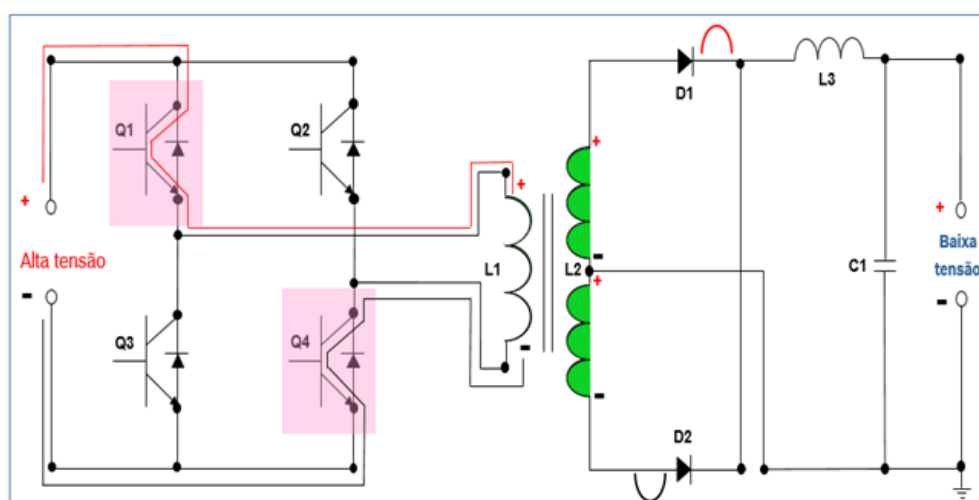 D1
L3
Q1
Q2
+
+
+
+
Alta tensão
-
L1
L2
-
+
C1
Baixa
tensão
-
Q3
Q4
-
-
D2